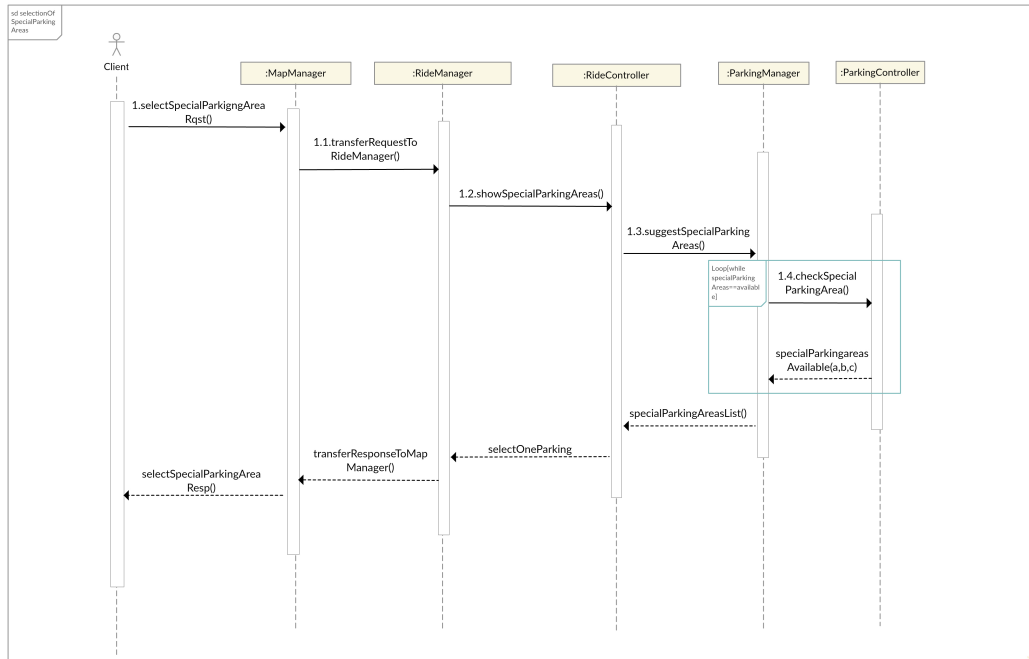 sd selectionOf
SpecialParking
Areas
Client
:MapManager
:RideManager
:RideController
:ParkingManager
:ParkingController
1.selectSpecialParkigngArea
Rqst()
1.1.transferRequestTo
RideManager()
1.2.showSpecialParkingAreas()
1.3.suggestSpecialParking
Areas()
Loop[while
specialParking
Areas==availabl
e]
1.4.checkSpecial
ParkingArea()
specialParkingareas
Available(a,b,c)
specialParkingAreasList()
selectOneParking
transferResponseToMap
Manager()
selectSpecialParkingArea
Resp()